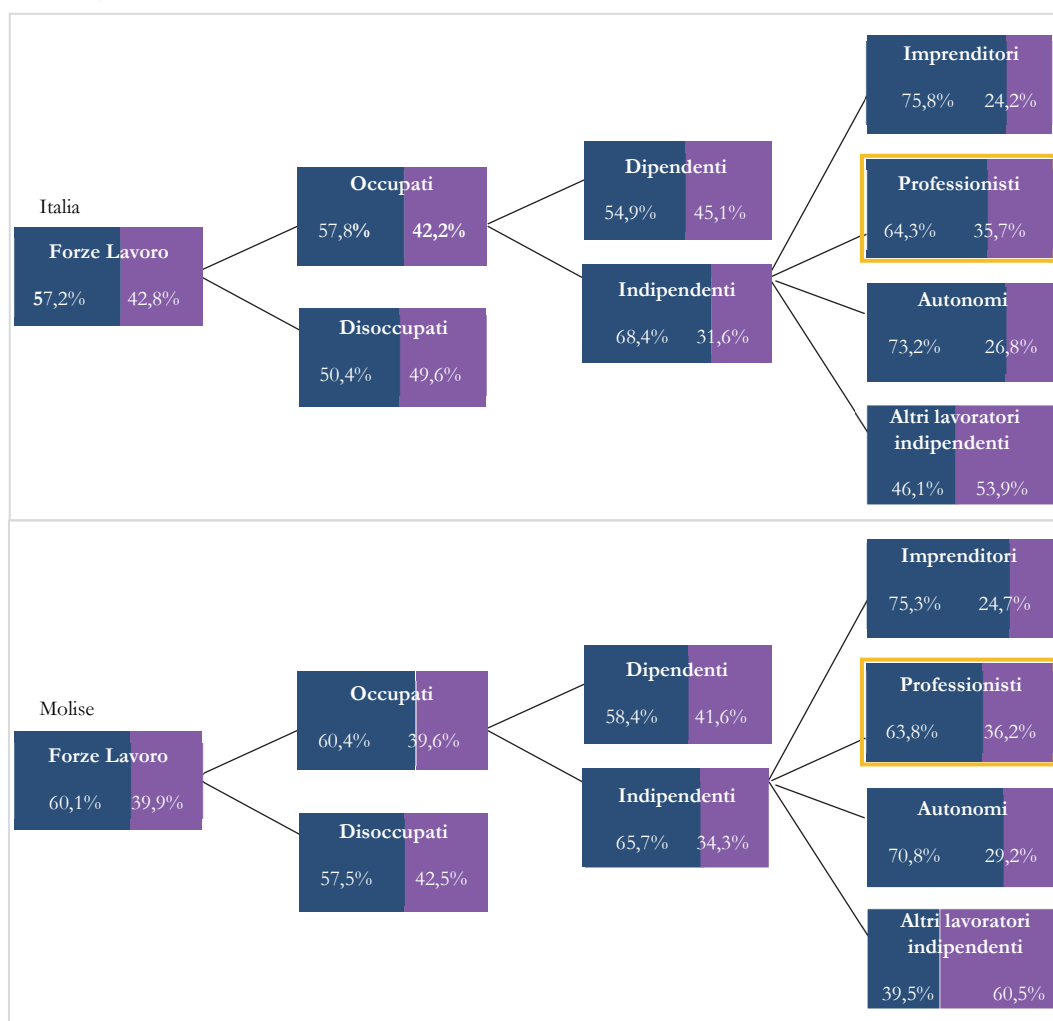 Italia
Forze Lavoro
57,2% 42,8%
Occupati
57,8% 42,2%
Disoccupati
50,4% 49,6%
Dipendenti
54,9% 45,1%
Indipendenti
68,4% 31,6%
Imprenditori
75,8% 24,2%
Professionisti
64,3% 35,7%
Autonomi
73,2% 26,8%
Altri lavoratori
indipendenti
46,1% 53,9%
Molise
Forze Lavoro
60,1% 39,9%
Occupati
60,4% 39,6%
Disoccupati
57,5% 42,5%
Dipendenti
58,4% 41,6%
Indipendenti
65,7% 34,3%
Imprenditori
75,3% 24,7%
Professionisti
63,8% 36,2%
Autonomi
70,8% 29,2%
Altri lavoratori
indipendenti
39,5% 60,5%